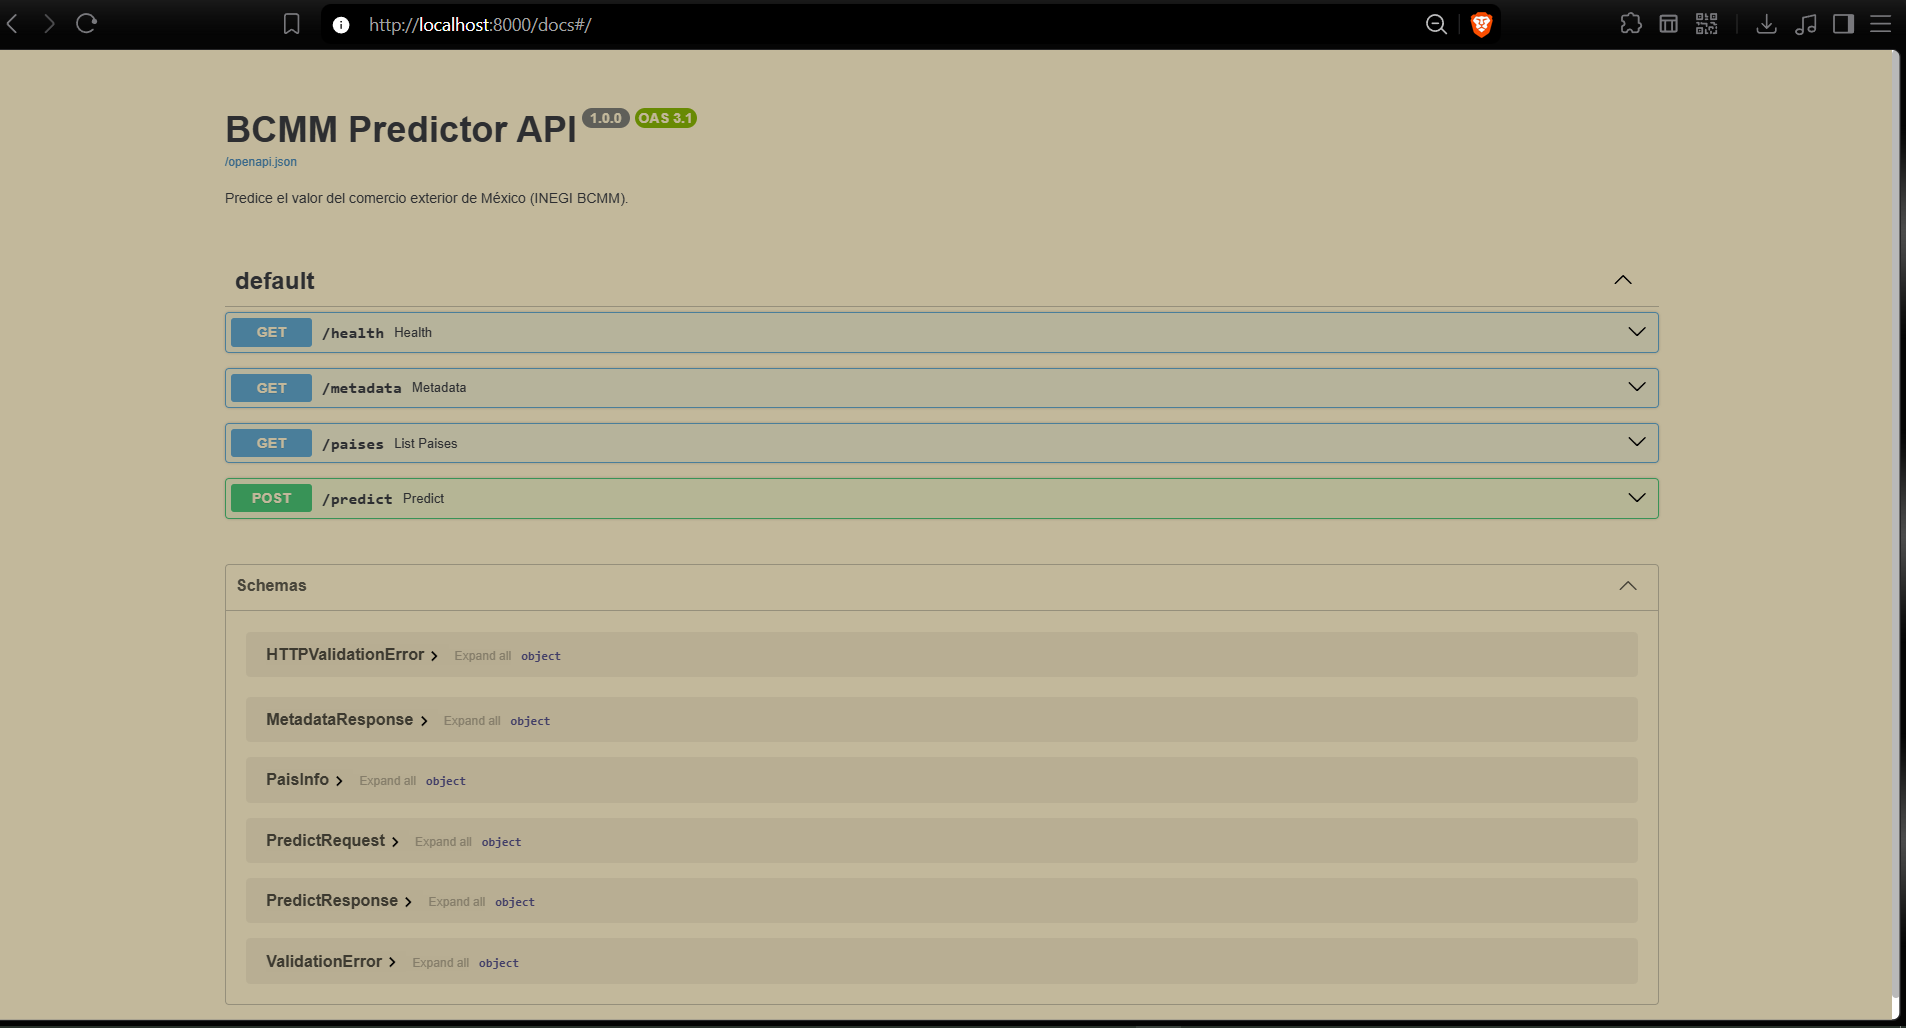 http://localhost:8000/docs#/
BCMM Predictor API 1.0.0 OAS 3.1
/openapi.json
Predice el valor del comercio exterior de México (INEGI BCMM).
default
GET /health Health
GET /metadata Metadata
GET /paises List Paises
POST /predict Predict
Schemas
HTTPValidationError Expand all object
MetadataResponse Expand all object
PaisInfo Expand all object
PredictRequest Expand all object
PredictResponse Expand all object
ValidationError Expand all object